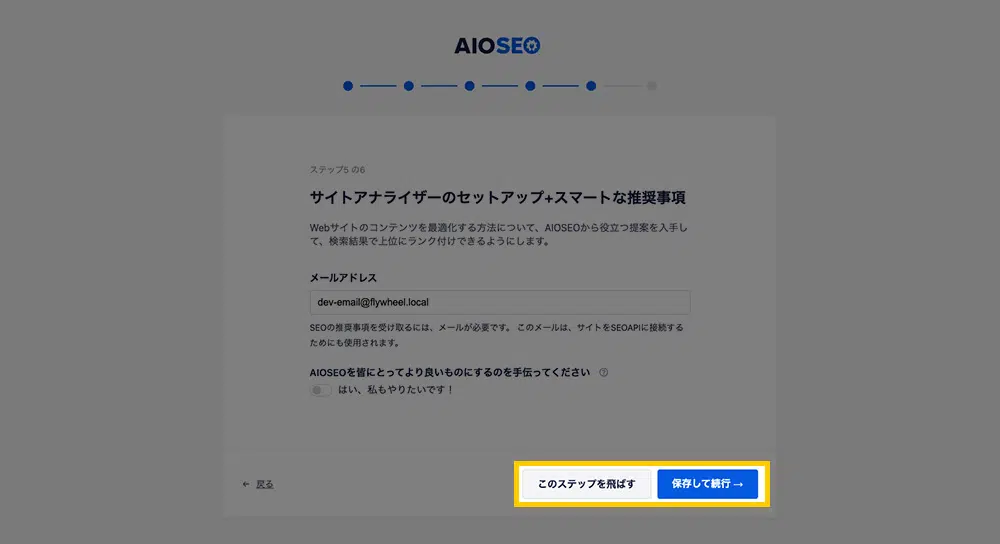 AIOSEO
ステップ5 の6
サイトアナライザーのセットアップ+スマートな推奨事項
Webサイトのコンテンツを最適化する方法について、AIOSEOから役立つ提案を入手し
て、検索結果で上位にランク付けできるようにします。
メールアドレス
dev-email@flywheel.local
SEOの推奨事項を受け取るには、メールが必要です。 このメールは、サイトをSEOAPIに接続する
ためにも使用されます。
AIOSEOを皆にとってより良いものにするのを手伝ってください ?
はい、私もやりたいです！
← 戻る
このステップを飛ばす
保存して続行 →